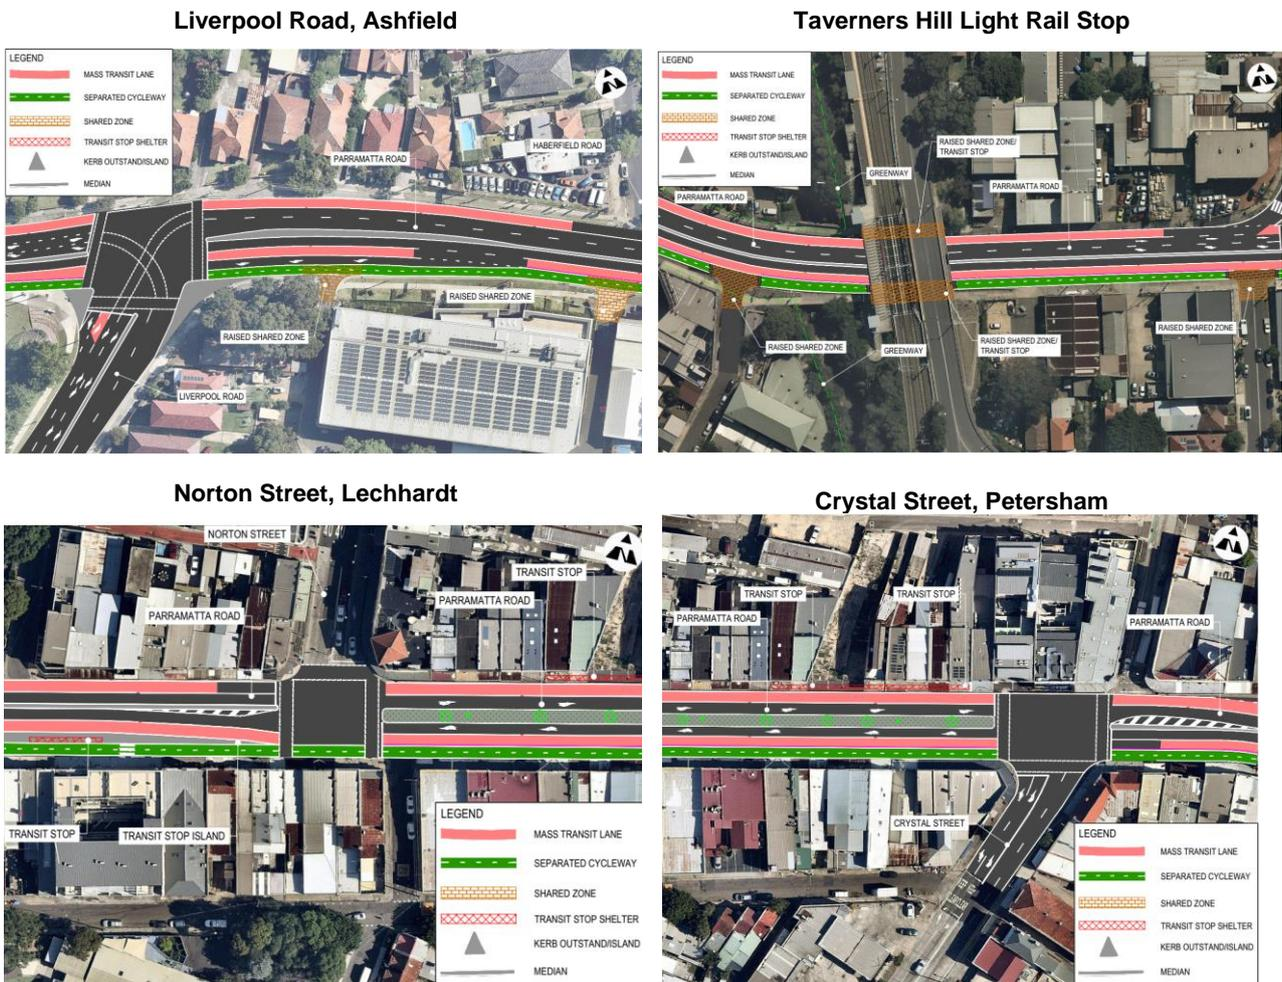 Liverpool Road, Ashfield
LEGEND
MASS TRANSIT LANE
SEPARATED CYCLEWAY
SHARED ZONE
TRANSIT STOP SHELTER
KERB OUTSTAND/ISLAND
MEDIAN
PARRAMATTA ROAD
HABERFIELD ROAD
RAISED SHARED ZONE
RAISED SHARED ZONE
LIVERPOOL ROAD
Taverners Hill Light Rail Stop
LEGEND
MASS TRANSIT LANE
SEPARATED CYCLEWAY
SHARED ZONE
TRANSIT STOP SHELTER
KERB OUTSTAND/ISLAND
MEDIAN
RAISED SHARED ZONE/
TRANSIT STOP
GREENWAY
PARRAMATTA ROAD
PARRAMATTA ROAD
RAISED SHARED ZONE
RAISED SHARED ZONE/
TRANSIT STOP
RAISED SHARED ZONE
GREENWAY
Norton Street, Lechhardt
NORTON STREET
TRANSIT STOP
PARRAMATTA ROAD
PARRAMATTA ROAD
TRANSIT STOP
TRANSIT STOP ISLAND
LEGEND
MASS TRANSIT LANE
SEPARATED CYCLEWAY
SHARED ZONE
TRANSIT STOP SHELTER
KERB OUTSTAND/ISLAND
MEDIAN
Crystal Street, Petersham
TRANSIT STOP
TRANSIT STOP
PARRAMATTA ROAD
PARRAMATTA ROAD
CRYSTAL STREET
LEGEND
MASS TRANSIT LANE
SEPARATED CYCLEWAY
SHARED ZONE
TRANSIT STOP SHELTER
KERB OUTSTAND/ISLAND
MEDIAN